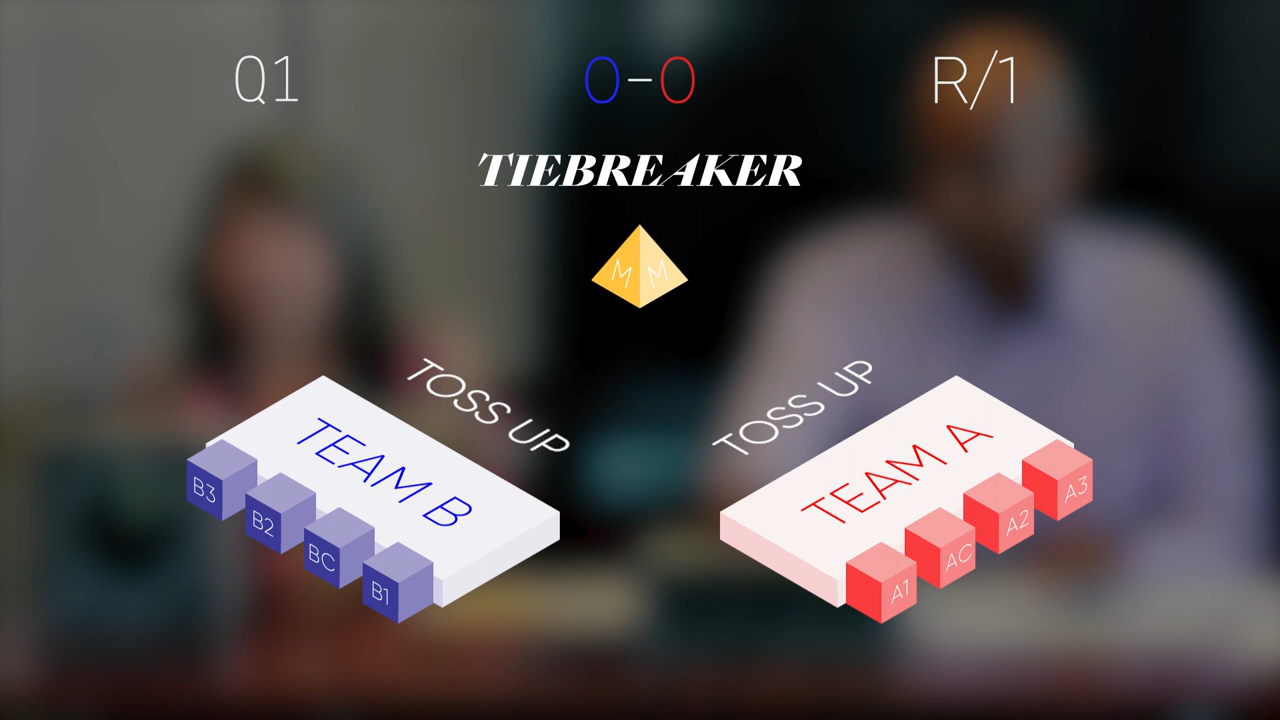 Q1
0-0
R/1
TIEBREAKER
M M
TOSS UP
TOSS UP
TEAM B
TEAM A
B3
B2
BC
B1
A3
A2
AC
A1